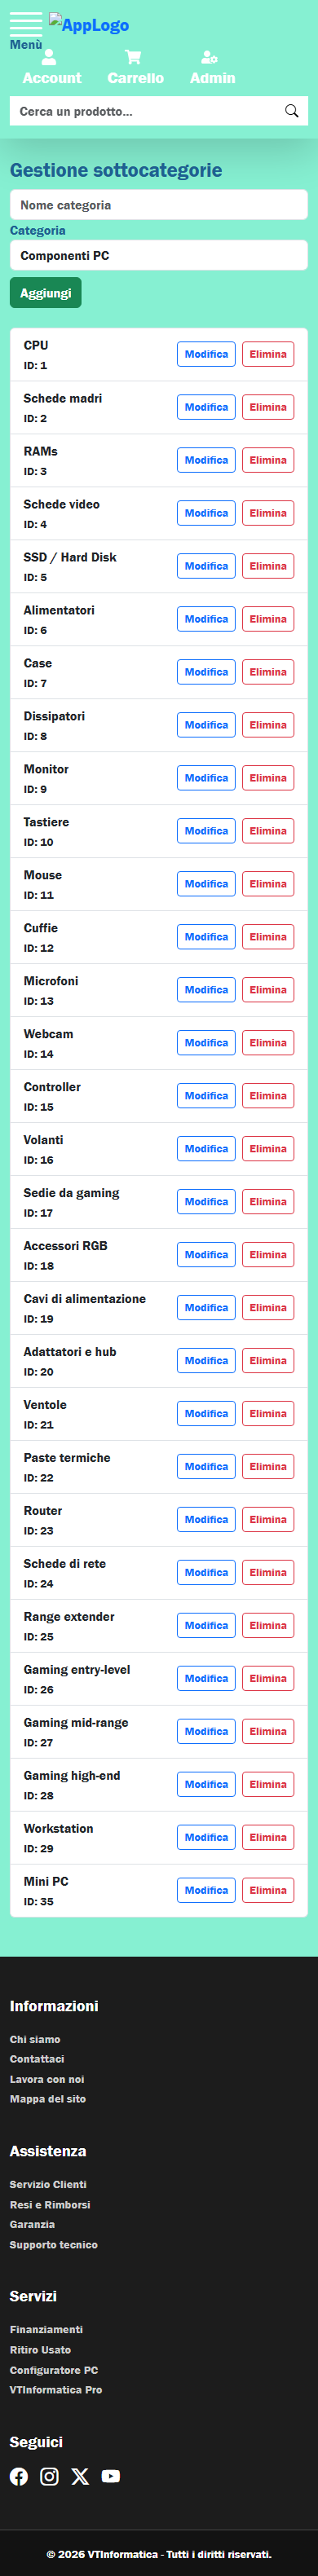 AppLogo
Menù
Account
Carrello
Admin
Cerca un prodotto...
Gestione sottocategorie
Nome categoria
Categoria
Componenti PC
Aggiungi
CPU
ID: 1
Modifica
Elimina
Schede madri
ID: 2
Modifica
Elimina
RAMs
ID: 3
Modifica
Elimina
Schede video
ID: 4
Modifica
Elimina
SSD / Hard Disk
ID: 5
Modifica
Elimina
Alimentatori
ID: 6
Modifica
Elimina
Case
ID: 7
Modifica
Elimina
Dissipatori
ID: 8
Modifica
Elimina
Monitor
ID: 9
Modifica
Elimina
Tastiere
ID: 10
Modifica
Elimina
Mouse
ID: 11
Modifica
Elimina
Cuffie
ID: 12
Modifica
Elimina
Microfoni
ID: 13
Modifica
Elimina
Webcam
ID: 14
Modifica
Elimina
Controller
ID: 15
Modifica
Elimina
Volanti
ID: 16
Modifica
Elimina
Sedie da gaming
ID: 17
Modifica
Elimina
Accessori RGB
ID: 18
Modifica
Elimina
Cavi di alimentazione
ID: 19
Modifica
Elimina
Adattatori e hub
ID: 20
Modifica
Elimina
Ventole
ID: 21
Modifica
Elimina
Paste termiche
ID: 22
Modifica
Elimina
Router
ID: 23
Modifica
Elimina
Schede di rete
ID: 24
Modifica
Elimina
Range extender
ID: 25
Modifica
Elimina
Gaming entry-level
ID: 26
Modifica
Elimina
Gaming mid-range
ID: 27
Modifica
Elimina
Gaming high-end
ID: 28
Modifica
Elimina
Workstation
ID: 29
Modifica
Elimina
Mini PC
ID: 35
Modifica
Elimina
Informazioni
Chi siamo
Contattaci
Lavora con noi
Mappa del sito
Assistenza
Servizio Clienti
Resi e Rimborsi
Garanzia
Supporto tecnico
Servizi
Finanziamenti
Ritiro Usato
Configuratore PC
VTInformatica Pro
Seguici
© 2026 VTInformatica - Tutti i diritti riservati.